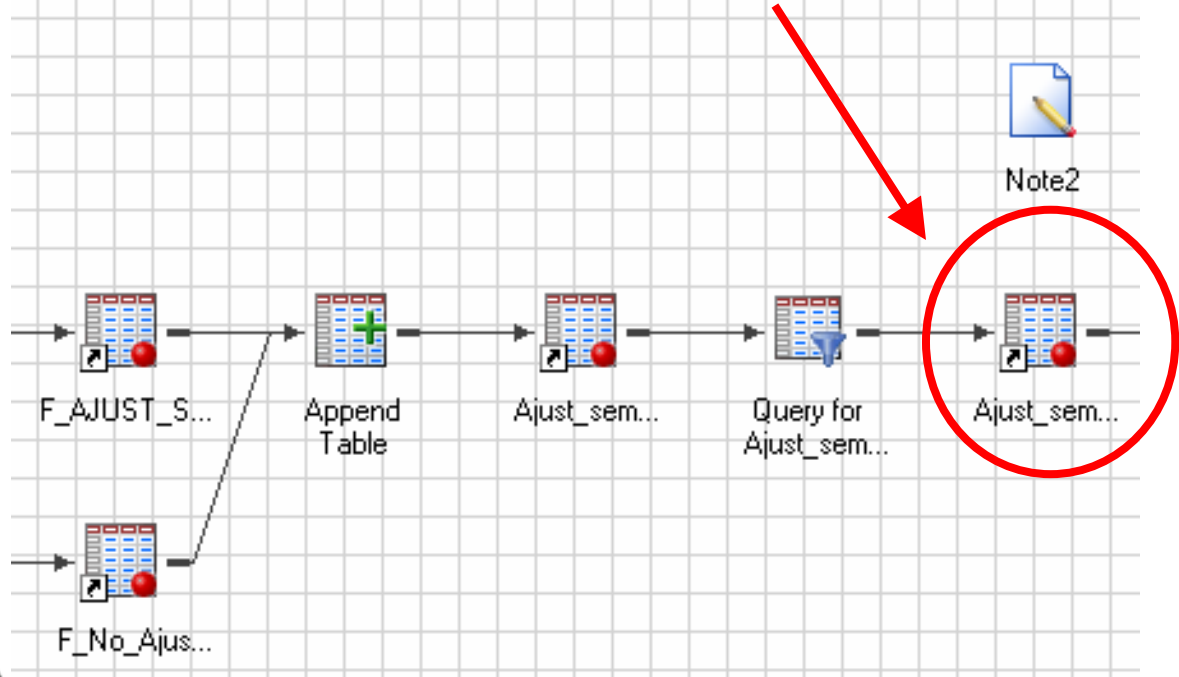 Note2
F_AJUST_S...
Append
Table
Ajust_sem...
Query for
Ajust_sem...
Ajust_sem...
F_No_Ajus...